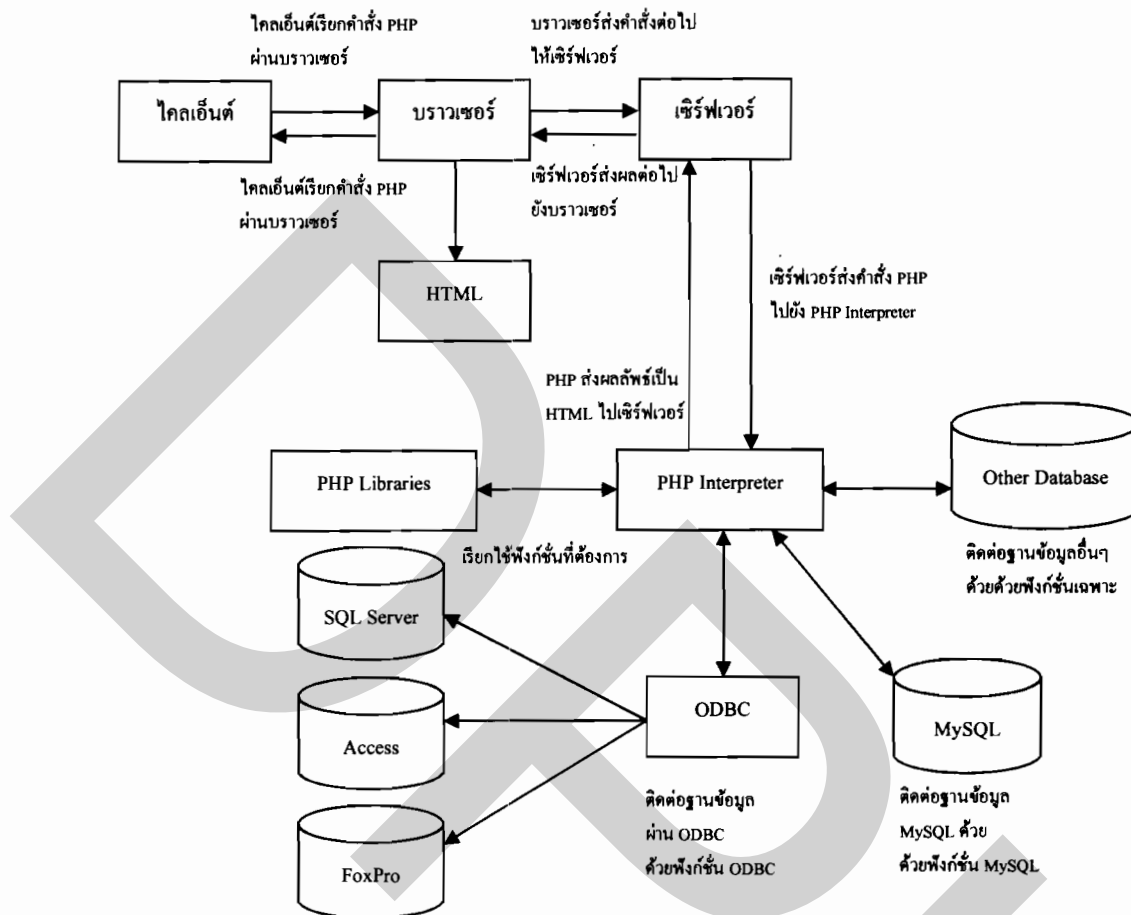 ไคลเอ็นต์เรียกคำสั่ง PHP
ผ่านบราวเซอร์
บราวเซอร์ส่งคำสั่งต่อไป
ให้เซิร์ฟเวอร์
ไคลเอ็นต์
บราวเซอร์
เซิร์ฟเวอร์
ไคลเอ็นต์เรียกคำสั่ง PHP
ผ่านบราวเซอร์
เซิร์ฟเวอร์ส่งผลต่อไป
ยังบราวเซอร์
HTML
เซิร์ฟเวอร์ส่งคำสั่ง PHP
ไปยัง PHP Interpreter
PHP ส่งผลลัพธ์เป็น
HTML ไปเซิร์ฟเวอร์
PHP Libraries
PHP Interpreter
Other Database
เรียกใช้ฟังก์ชั่นที่ต้องการ
ติดต่อฐานข้อมูลอื่นๆ
ด้วยด้วยฟังก์ชั่นเฉพาะ
SQL Server
Access
FoxPro
ODBC
MySQL
ติดต่อฐานข้อมูล
ผ่าน ODBC
ด้วยฟังก์ชั่น ODBC
ติดต่อฐานข้อมูล
MySQL ด้วย
ด้วยฟังก์ชั่น MySQL